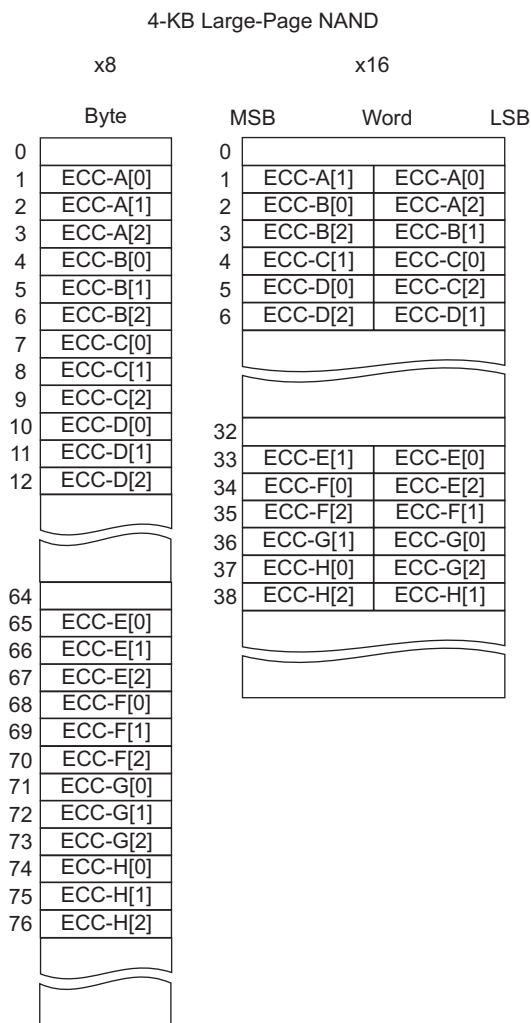 4-KB Large-Page NAND
x8
Byte
0
1 ECC-A[0]
2 ECC-A[1]
3 ECC-A[2]
4 ECC-B[0]
5 ECC-B[1]
6 ECC-B[2]
7 ECC-C[0]
8 ECC-C[1]
9 ECC-C[2]
10 ECC-D[0]
11 ECC-D[1]
12 ECC-D[2]
64
65 ECC-E[0]
66 ECC-E[1]
67 ECC-E[2]
68 ECC-F[0]
69 ECC-F[1]
70 ECC-F[2]
71 ECC-G[0]
72 ECC-G[1]
73 ECC-G[2]
74 ECC-H[0]
75 ECC-H[1]
76 ECC-H[2]
x16
MSB Word LSB
0
1 ECC-A[1] ECC-A[0]
2 ECC-B[0] ECC-A[2]
3 ECC-B[2] ECC-B[1]
4 ECC-C[1] ECC-C[0]
5 ECC-D[0] ECC-C[2]
6 ECC-D[2] ECC-D[1]
32
33 ECC-E[1] ECC-E[0]
34 ECC-F[0] ECC-E[2]
35 ECC-F[2] ECC-F[1]
36 ECC-G[1] ECC-G[0]
37 ECC-H[0] ECC-G[2]
38 ECC-H[2] ECC-H[1]